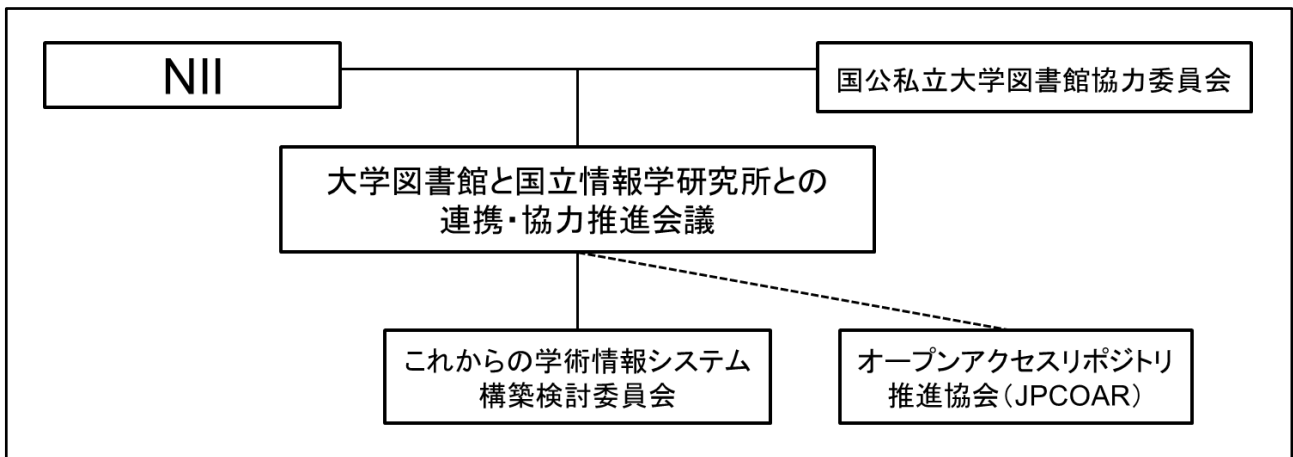 NII
国公私立大学図書館協力委員会
大学図書館と国立情報学研究所との
連携・協力推進会議
これからの学術情報システム
構築検討委員会
オープンアクセスリポジトリ
推進協会(JPCOAR)